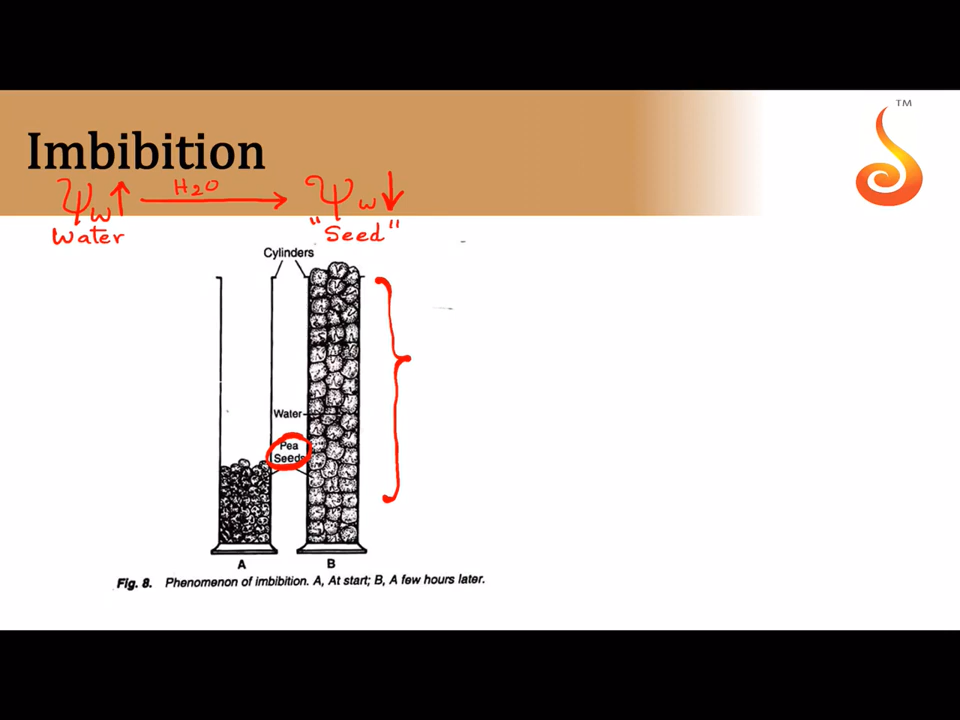 TM
Imbibition
Ψw↑ H2O → Ψw↓
Water "Seed"
Cylinders
Water
Pea
Seeds
A B
Fig. 8. Phenomenon of imbibition. A, At start; B, A few hours later.